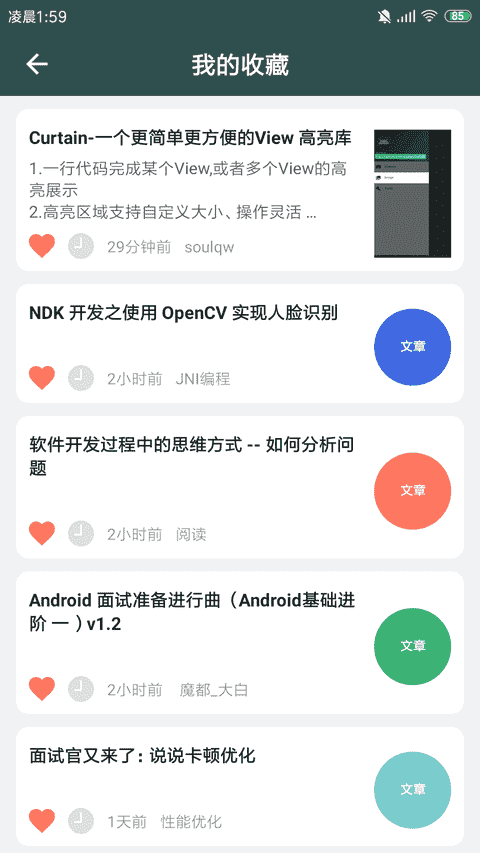 凌晨1:59
85
我的收藏
Curtain-一个更简单更方便的View 高亮库
1.一行代码完成某个View,或者多个View的高
亮展示
2.高亮区域支持自定义大小、操作灵活 ...
29分钟前 soulqw
NDK 开发之使用 OpenCV 实现人脸识别
文章
2小时前 JNI编程
软件开发过程中的思维方式 -- 如何分析问
题
文章
2小时前 阅读
Android 面试准备进行曲（Android基础进
阶 一 ）v1.2
文章
2小时前 魔都_大白
面试官又来了：说说卡顿优化
文章
1天前 性能优化